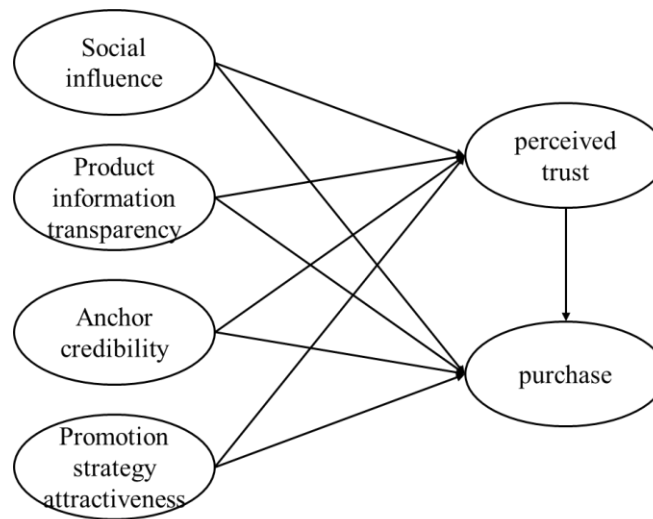 Social
influence
Product
information
transparency
Anchor
credibility
Promotion
strategy
attractiveness
perceived
trust
purchase